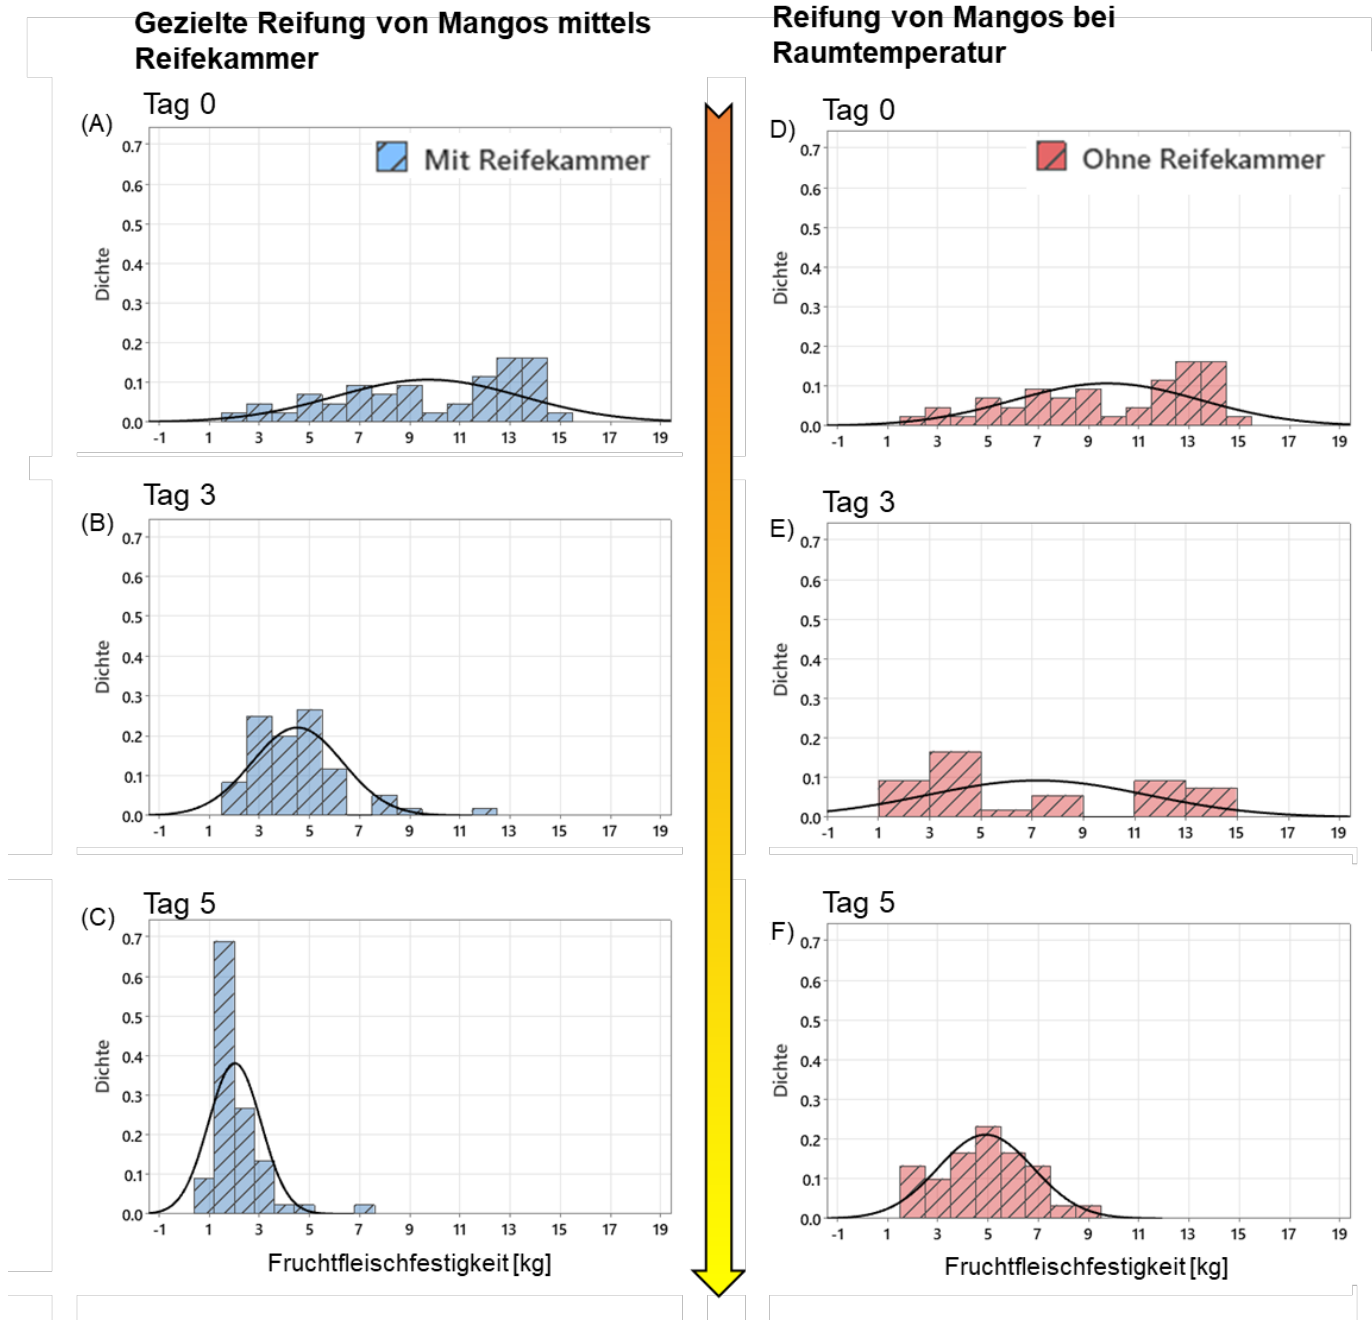 Gezielte Reifung von Mangos mittels
Reifekammer
Reifung von Mangos bei
Raumtemperatur
(A)
Tag 0
Mit Reifekammer
Dichte
0.7
0.6
0.5
0.4
0.3
0.2
0.1
0.0
-1 1 3 5 7 9 11 13 15 17 19
D)
Tag 0
Ohne Reifekammer
Dichte
0.7
0.6
0.5
0.4
0.3
0.2
0.1
0.0
-1 1 3 5 7 9 11 13 15 17 19
(B)
Tag 3
Dichte
0.7
0.6
0.5
0.4
0.3
0.2
0.1
0.0
-1 1 3 5 7 9 11 13 15 17 19
E)
Tag 3
Dichte
0.7
0.6
0.5
0.4
0.3
0.2
0.1
0.0
-1 1 3 5 7 9 11 13 15 17 19
(C)
Tag 5
Dichte
0.7
0.6
0.5
0.4
0.3
0.2
0.1
0.0
-1 1 3 5 7 9 11 13 15 17 19
Fruchtfleischfestigkeit [kg]
F)
Tag 5
Dichte
0.7
0.6
0.5
0.4
0.3
0.2
0.1
0.0
-1 1 3 5 7 9 11 13 15 17 19
Fruchtfleischfestigkeit [kg]